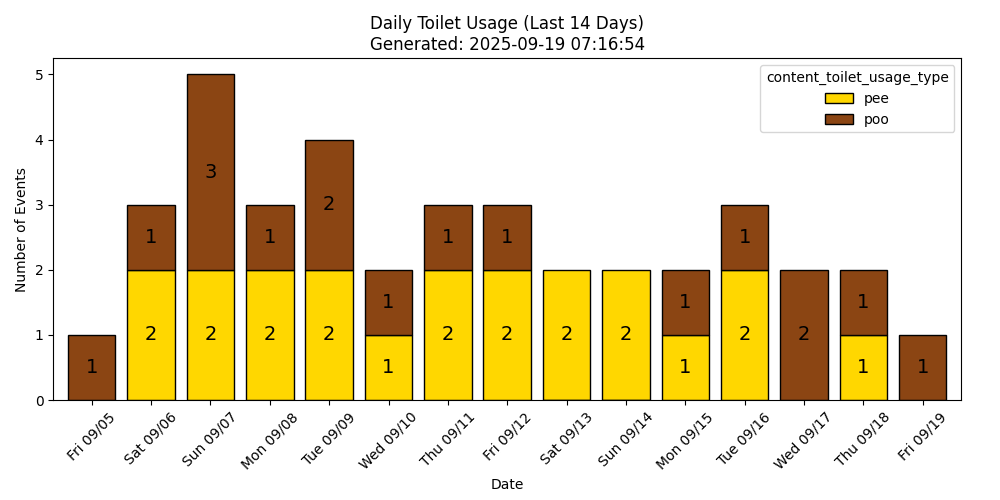 Daily Toilet Usage (Last 14 Days)
Generated: 2025-09-19 07:16:54
content_toilet_usage_type
pee
poo
Number of Events
5
4
3
2
1
0
1
2 1
2 3
2 1
2 2
1 1
2 1
2 1
2
2
1 1
2 1
2
1 1
1
Fri 09/05
Sat 09/06
Sun 09/07
Mon 09/08
Tue 09/09
Wed 09/10
Thu 09/11
Fri 09/12
Sat 09/13
Sun 09/14
Mon 09/15
Tue 09/16
Wed 09/17
Thu 09/18
Fri 09/19
Date